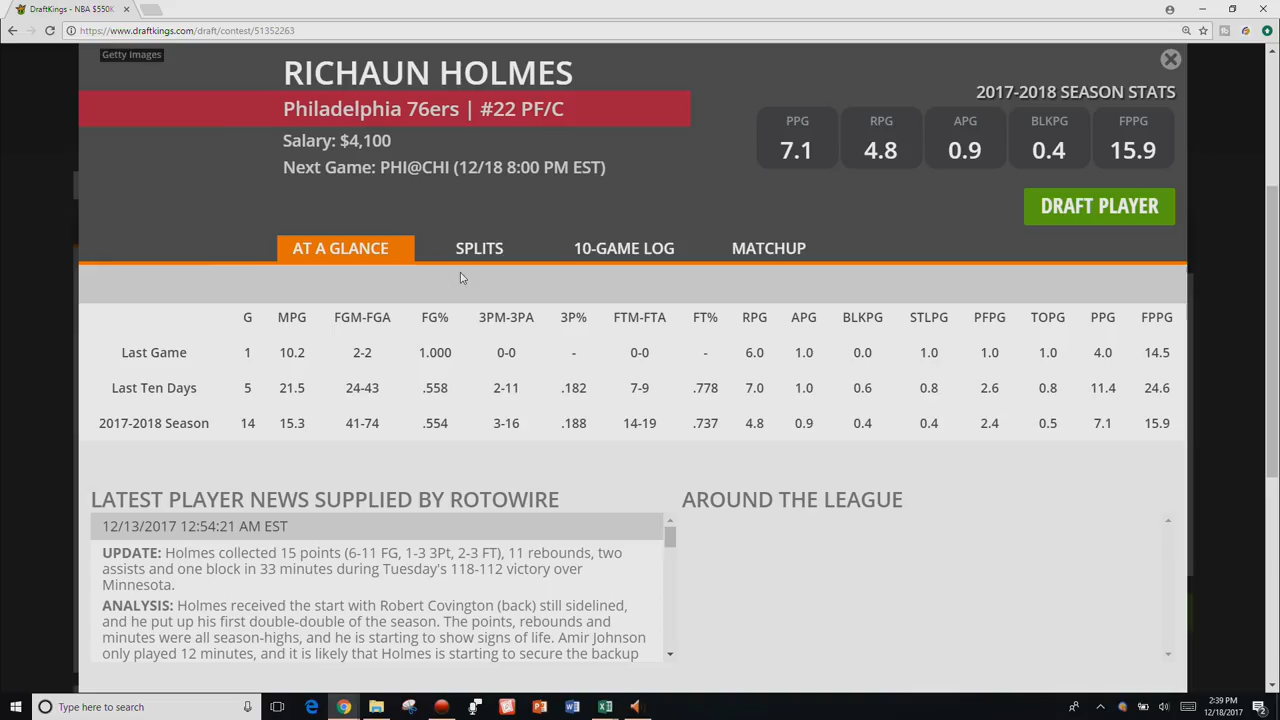 DraftKings - NBA $550K
https://www.draftkings.com/draft/contest/51352263
Getty Images
RICHAUN HOLMES
Philadelphia 76ers | #22 PF/C
Salary: $4,100
Next Game: PHI@CHI (12/18 8:00 PM EST)
2017-2018 SEASON STATS
PPG RPG APG BLKPG FPPG
7.1 4.8 0.9 0.4 15.9
DRAFT PLAYER
AT A GLANCE SPLITS 10-GAME LOG MATCHUP
G MPG FGM-FGA FG% 3PM-3PA 3P% FTM-FTA FT% RPG APG BLKPG STLPG PFPG TOPG PPG FPPG
Last Game 1 10.2 2-2 1.000 0-0 - 0-0 - 6.0 1.0 0.0 1.0 1.0 1.0 4.0 14.5
Last Ten Days 5 21.5 24-43 .558 2-11 .182 7-9 .778 7.0 1.0 0.6 0.8 2.6 0.8 11.4 24.6
2017-2018 Season 14 15.3 41-74 .554 3-16 .188 14-19 .737 4.8 0.9 0.4 0.4 2.4 0.5 7.1 15.9
LATEST PLAYER NEWS SUPPLIED BY ROTOWIRE
12/13/2017 12:54:21 AM EST
UPDATE: Holmes collected 15 points (6-11 FG, 1-3 3Pt, 2-3 FT), 11 rebounds, two
assists and one block in 33 minutes during Tuesday's 118-112 victory over
Minnesota.
ANALYSIS: Holmes received the start with Robert Covington (back) still sidelined,
and he put up his first double-double of the season. The points, rebounds and
minutes were all season-highs, and he is starting to show signs of life. Amir Johnson
only played 12 minutes, and it is likely that Holmes is starting to secure the backup
AROUND THE LEAGUE
Type here to search
2:39 PM
12/18/2017